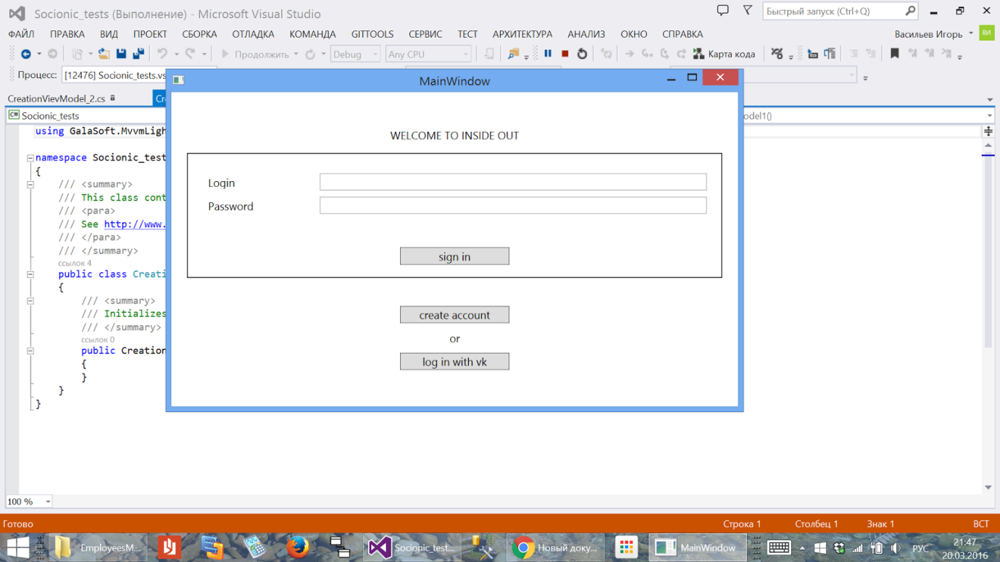 Socionic_tests (Выполнение) - Microsoft Visual Studio
Быстрый запуск (Ctrl+Q)
ФАЙЛ ПРАВКА ВИД ПРОЕКТ СБОРКА ОТЛАДКА КОМАНДА GITTOOLS СЕРВИС ТЕСТ АРХИТЕКТУРА АНАЛИЗ ОКНО СПРАВКА
Васильев Игорь ВИ
Продолжить Debug Any CPU Карта кода
Процесс: [12476] Socionic_tests.vs
MainWindow
CreationVievModel_2.cs Cre
Socionic_tests odel1()
using GalaSoft.MvvmLigh
WELCOME TO INSIDE OUT
namespace Socionic_test
{
/// <summary>
Login
/// This class cont
Password
/// <para>
/// See http://www.
/// </para>
/// </summary>
sign in
ссылок 4
public class Creati
{
/// <summary>
/// Initializes
create account
/// </summary>
ссылок 0
or
public Creation
{
log in with vk
}
}
}
100 %
Готово Строка 1 Столбец 1 Знак 1 ВСТ
EmployeesM... Socionic_test... Новый доку... MainWindow РУС
21:47
20.03.2016